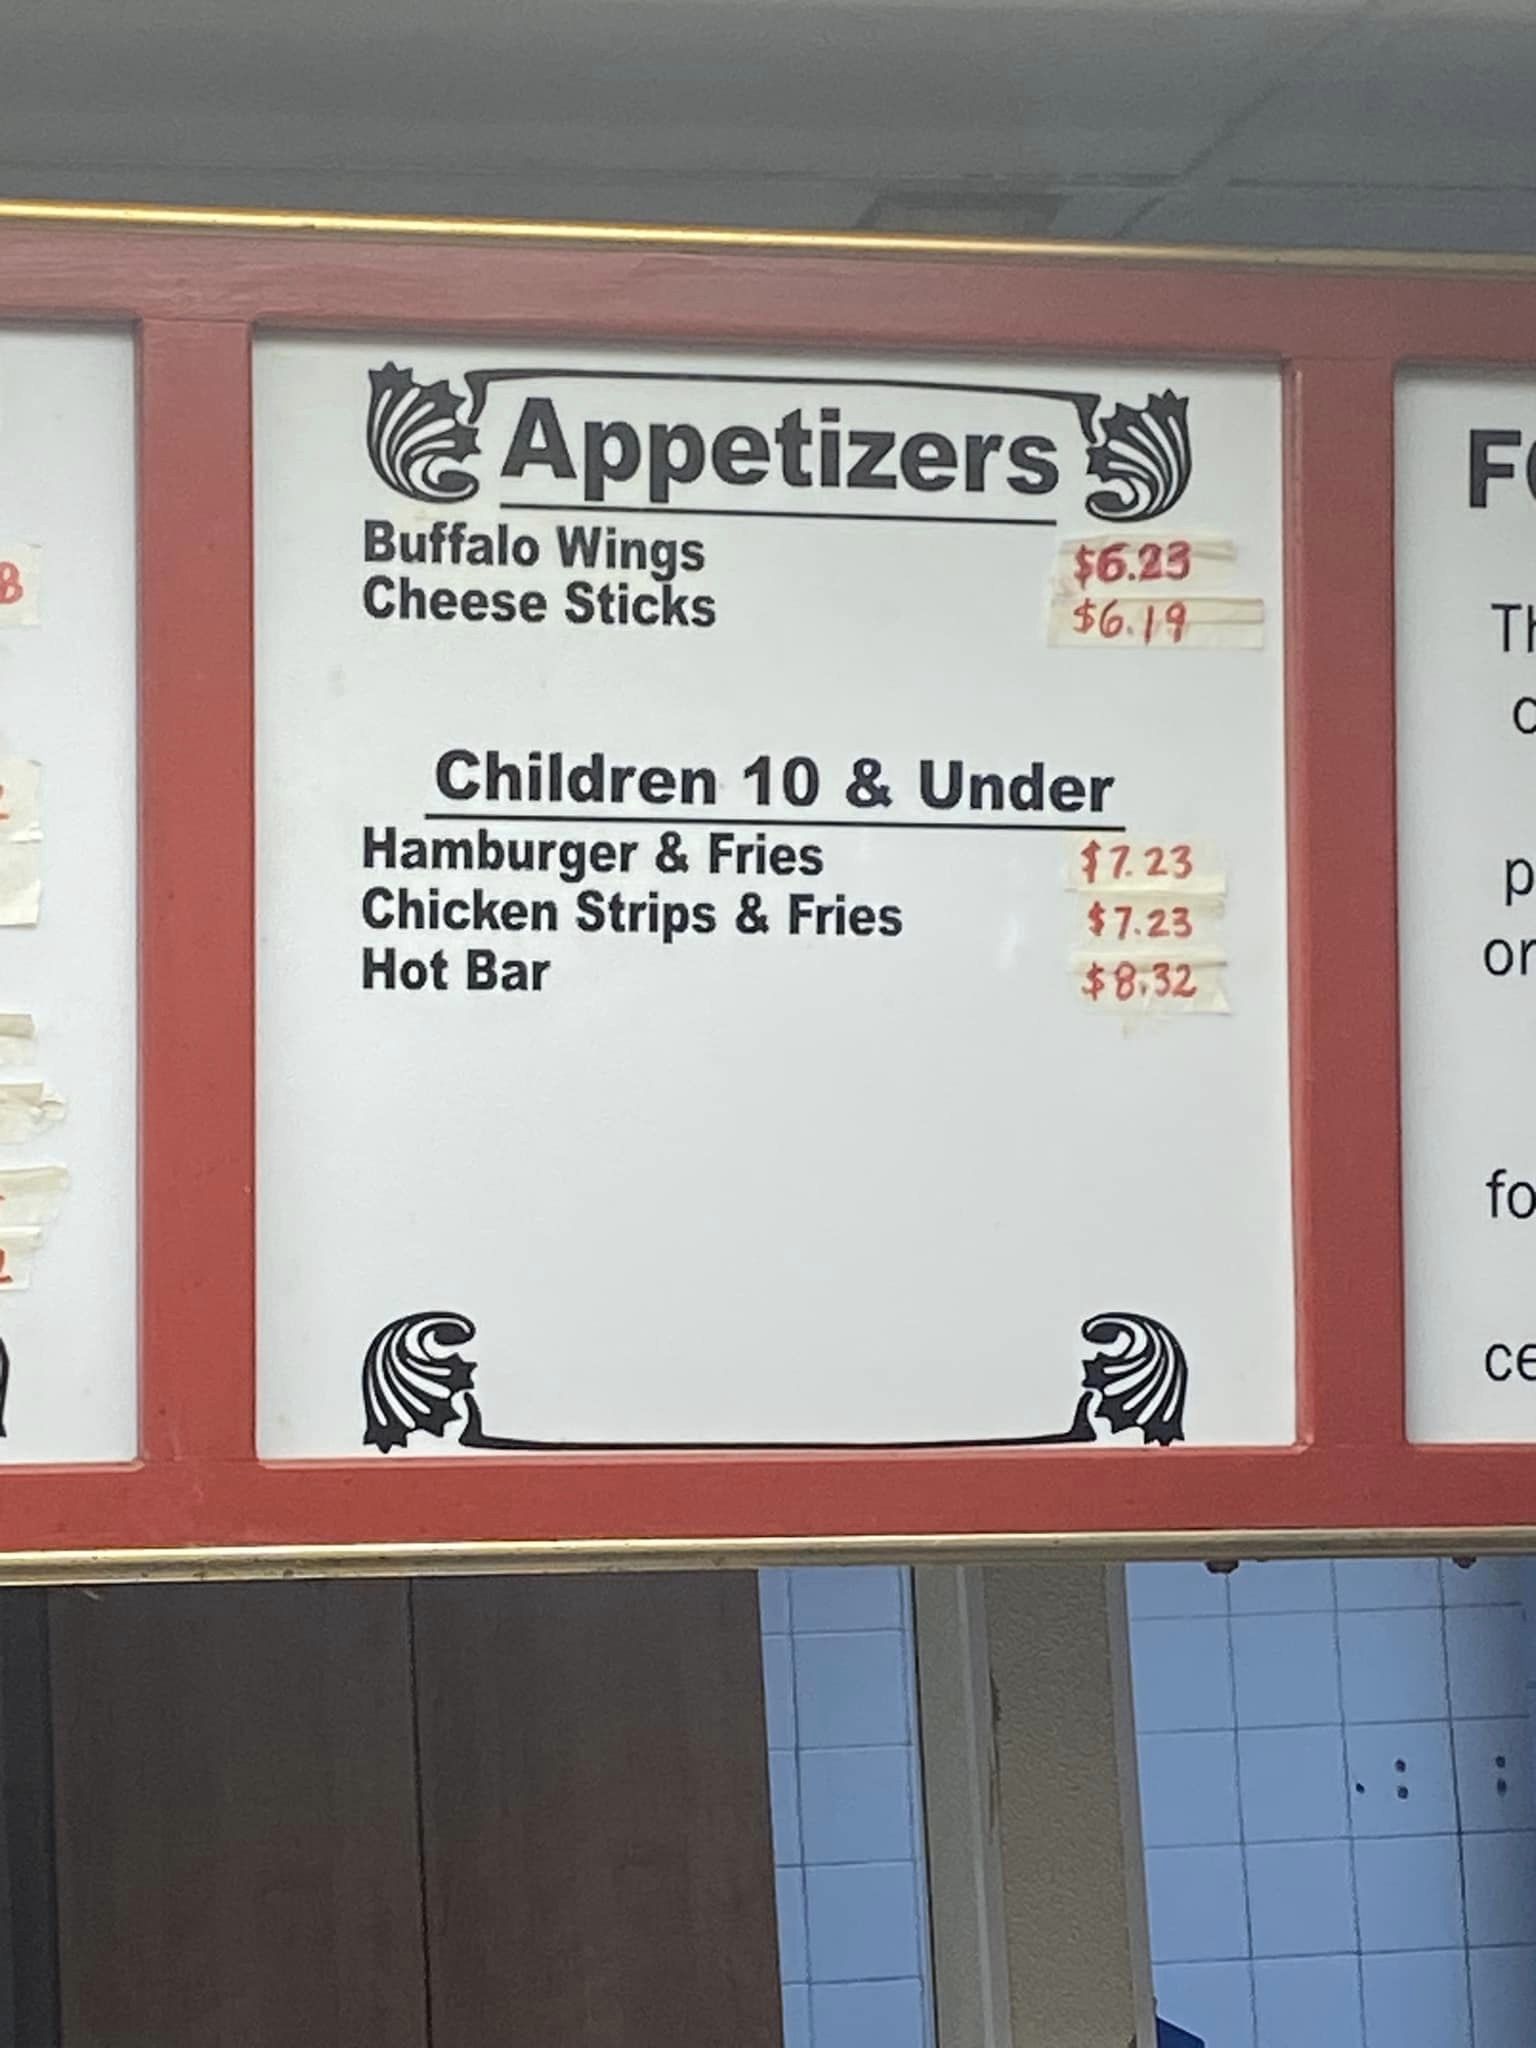 Appetizers
Buffalo Wings $6.23
Cheese Sticks $6.19
Children 10 & Under
Hamburger & Fries $7.23
Chicken Strips & Fries $7.23
Hot Bar $8.32